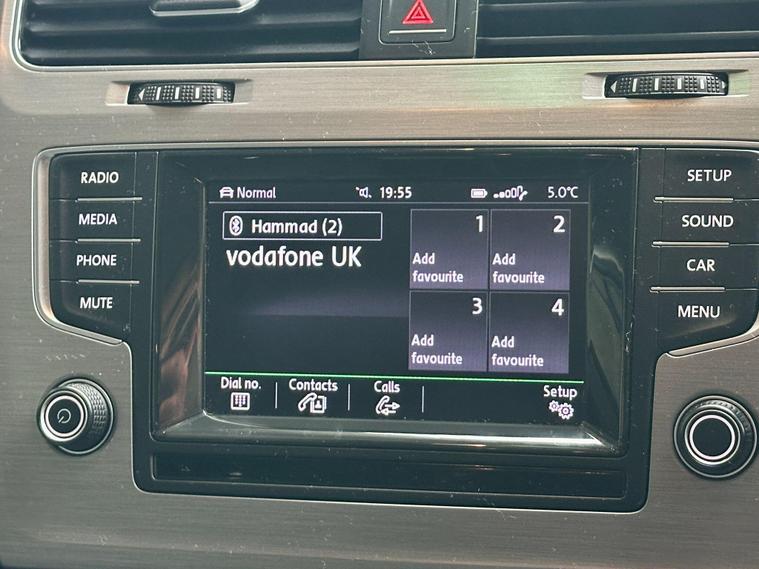 RADIO
MEDIA
PHONE
MUTE
Normal 19:55 5.0°C
Hammad (2)
vodafone UK
1
Add
favourite
2
Add
favourite
3
Add
favourite
4
Add
favourite
Dial no. Contacts Calls Setup
SETUP
SOUND
CAR
MENU